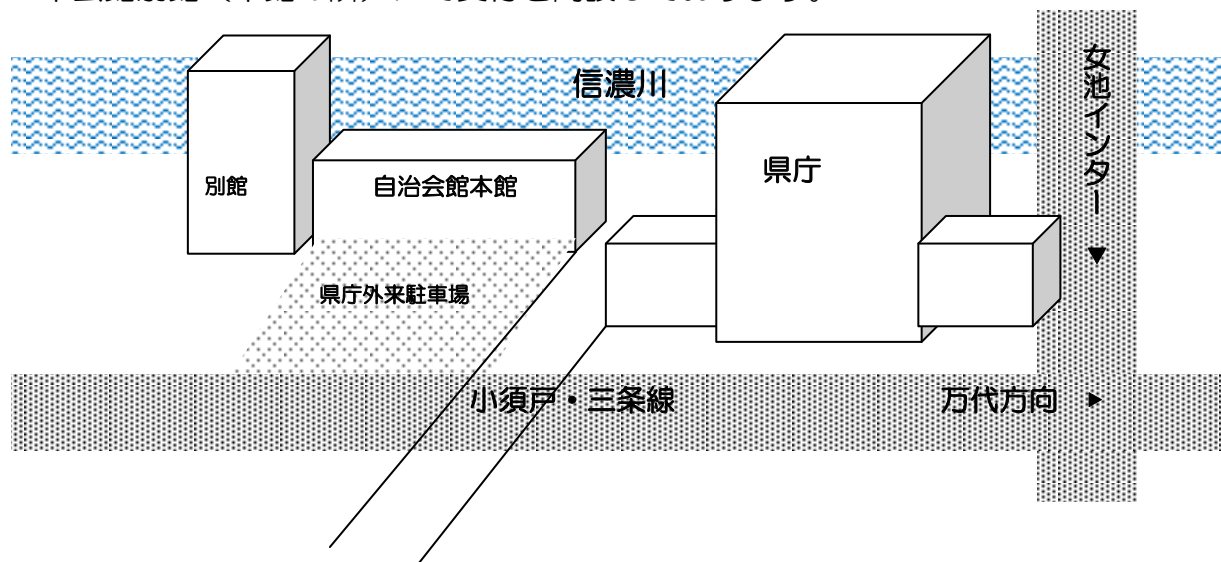 信濃川
女池インター▼
県庁
別館
自治会館本館
県庁外来駐車場
小須戸・三条線
万代方向 ▶